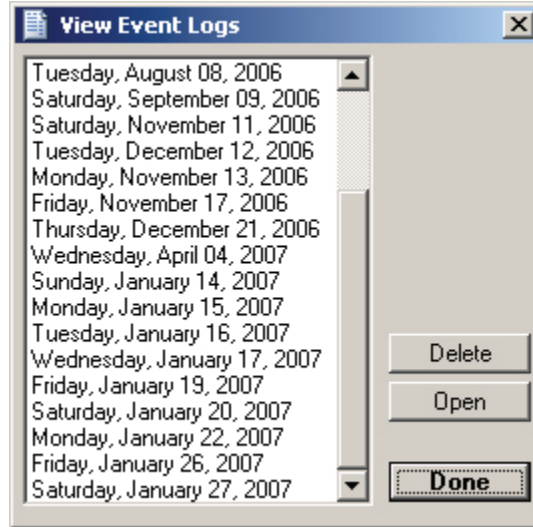 View Event Logs
Tuesday, August 08, 2006
Saturday, September 09, 2006
Saturday, November 11, 2006
Tuesday, December 12, 2006
Monday, November 13, 2006
Friday, November 17, 2006
Thursday, December 21, 2006
Wednesday, April 04, 2007
Sunday, January 14, 2007
Monday, January 15, 2007
Tuesday, January 16, 2007
Wednesday, January 17, 2007
Friday, January 19, 2007
Saturday, January 20, 2007
Monday, January 22, 2007
Friday, January 26, 2007
Saturday, January 27, 2007
Delete
Open
Done